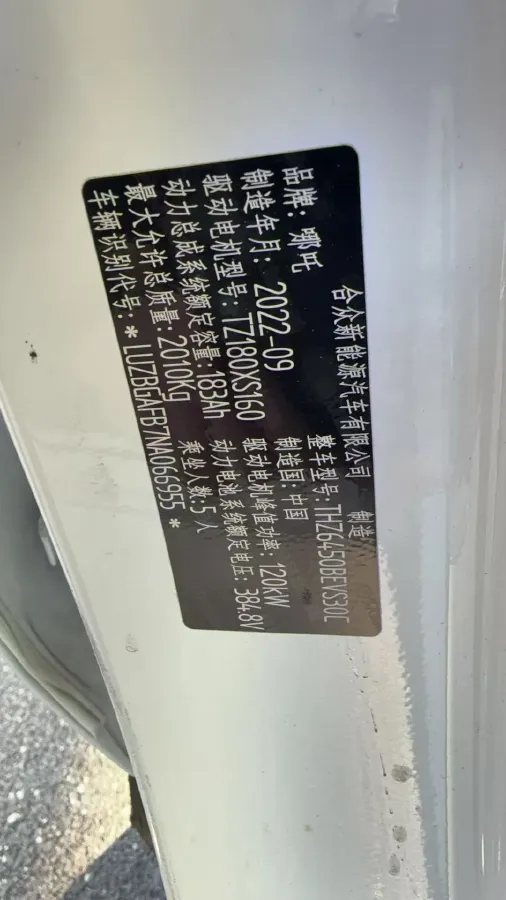 合众新能源汽车有限公司 制造
品牌: 哪吒 整车型号: THZ6450BEVS30
制造年月: 2022-09 制造国: 中国
驱动电机型号: TZ180XS160 驱动电机峰值功率: 120kW
动力总成系统额定容量: 183Ah 动力电池系统额定电压: 384.8V
最大允许总质量: 2010Kg 乘坐人数: 5 人
车辆识别代号: * LUZBGAFB7NA066955 *